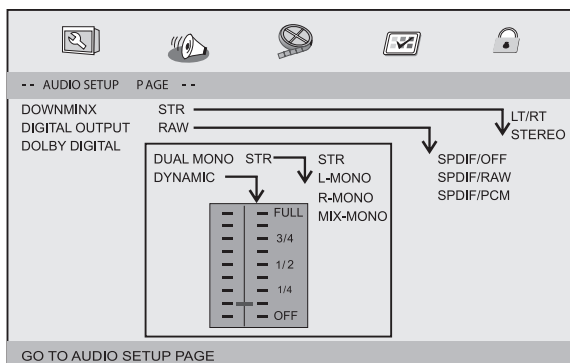 -- AUDIO SETUP PAGE --
DOWNMINX STR LT/RT
STEREO
DIGITAL OUTPUT RAW SPDIF/OFF
SPDIF/RAW
SPDIF/PCM
DOLBY DIGITAL
DUAL MONO STR STR
L-MONO
R-MONO
MIX-MONO
DYNAMIC
FULL
3/4
1/2
1/4
OFF
GO TO AUDIO SETUP PAGE